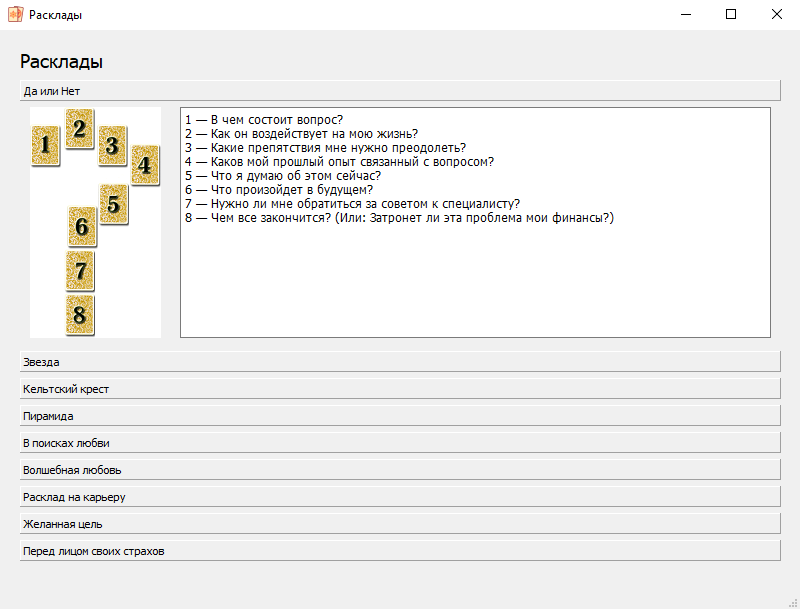 Расклады
Расклады
Да или Нет
1
2
3
4
5
6
7
8
1 — В чем состоит вопрос?
2 — Как он воздействует на мою жизнь?
3 — Какие препятствия мне нужно преодолеть?
4 — Каков мой прошлый опыт связанный с вопросом?
5 — Что я думаю об этом сейчас?
6 — Что произойдет в будущем?
7 — Нужно ли мне обратиться за советом к специалисту?
8 — Чем все закончится? (Или: Затронет ли эта проблема мои финансы?)
Звезда
Кельтский крест
Пирамида
В поисках любви
Волшебная любовь
Расклад на карьеру
Желанная цель
Перед лицом своих страхов